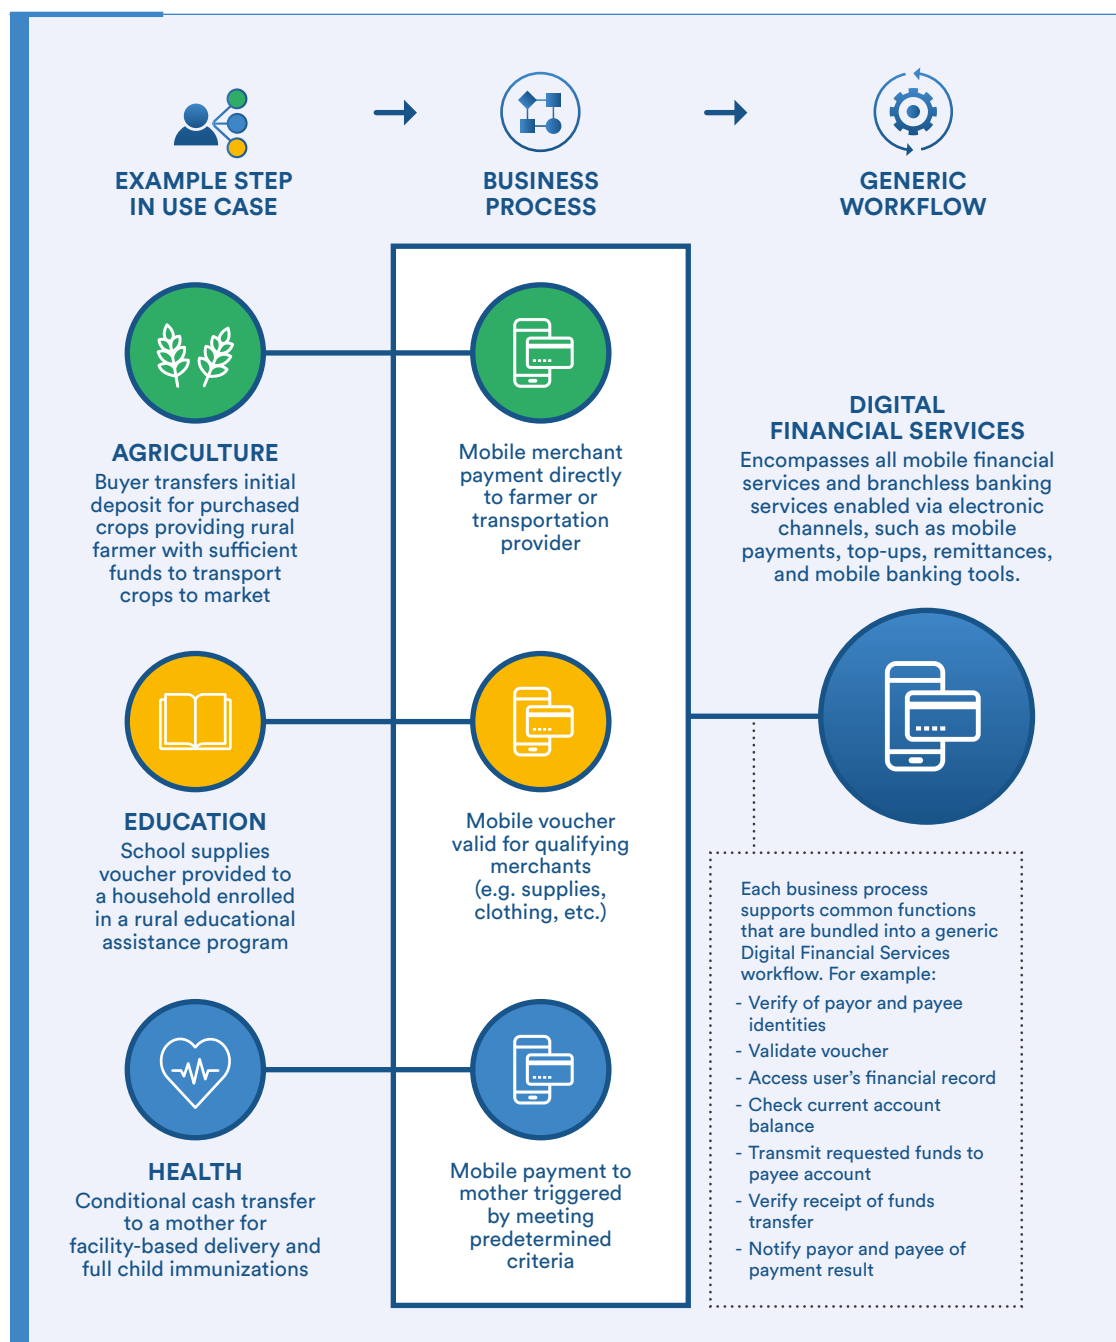 EXAMPLE STEP
IN USE CASE
BUSINESS
PROCESS
GENERIC
WORKFLOW
AGRICULTURE
Buyer transfers initial
deposit for purchased
crops providing rural
farmer with sufficient
funds to transport
crops to market
Mobile merchant
payment directly
to farmer or
transportation
provider
EDUCATION
School supplies
voucher provided to
a household enrolled
in a rural educational
assistance program
Mobile voucher
valid for qualifying
merchants
(e.g. supplies,
clothing, etc.)
HEALTH
Conditional cash transfer
to a mother for
facility-based delivery and
full child immunizations
Mobile payment to
mother triggered
by meeting
predetermined
criteria
DIGITAL
FINANCIAL SERVICES
Encompasses all mobile financial
services and branchless banking
services enabled via electronic
channels, such as mobile
payments, top-ups, remittances,
and mobile banking tools.
Each business process
supports common functions
that are bundled into a generic
Digital Financial Services
workflow. For example:
- Verify of payor and payee
identities
- Validate voucher
- Access user's financial record
- Check current account
balance
- Transmit requested funds to
payee account
- Verify receipt of funds
transfer
- Notify payor and payee of
payment result